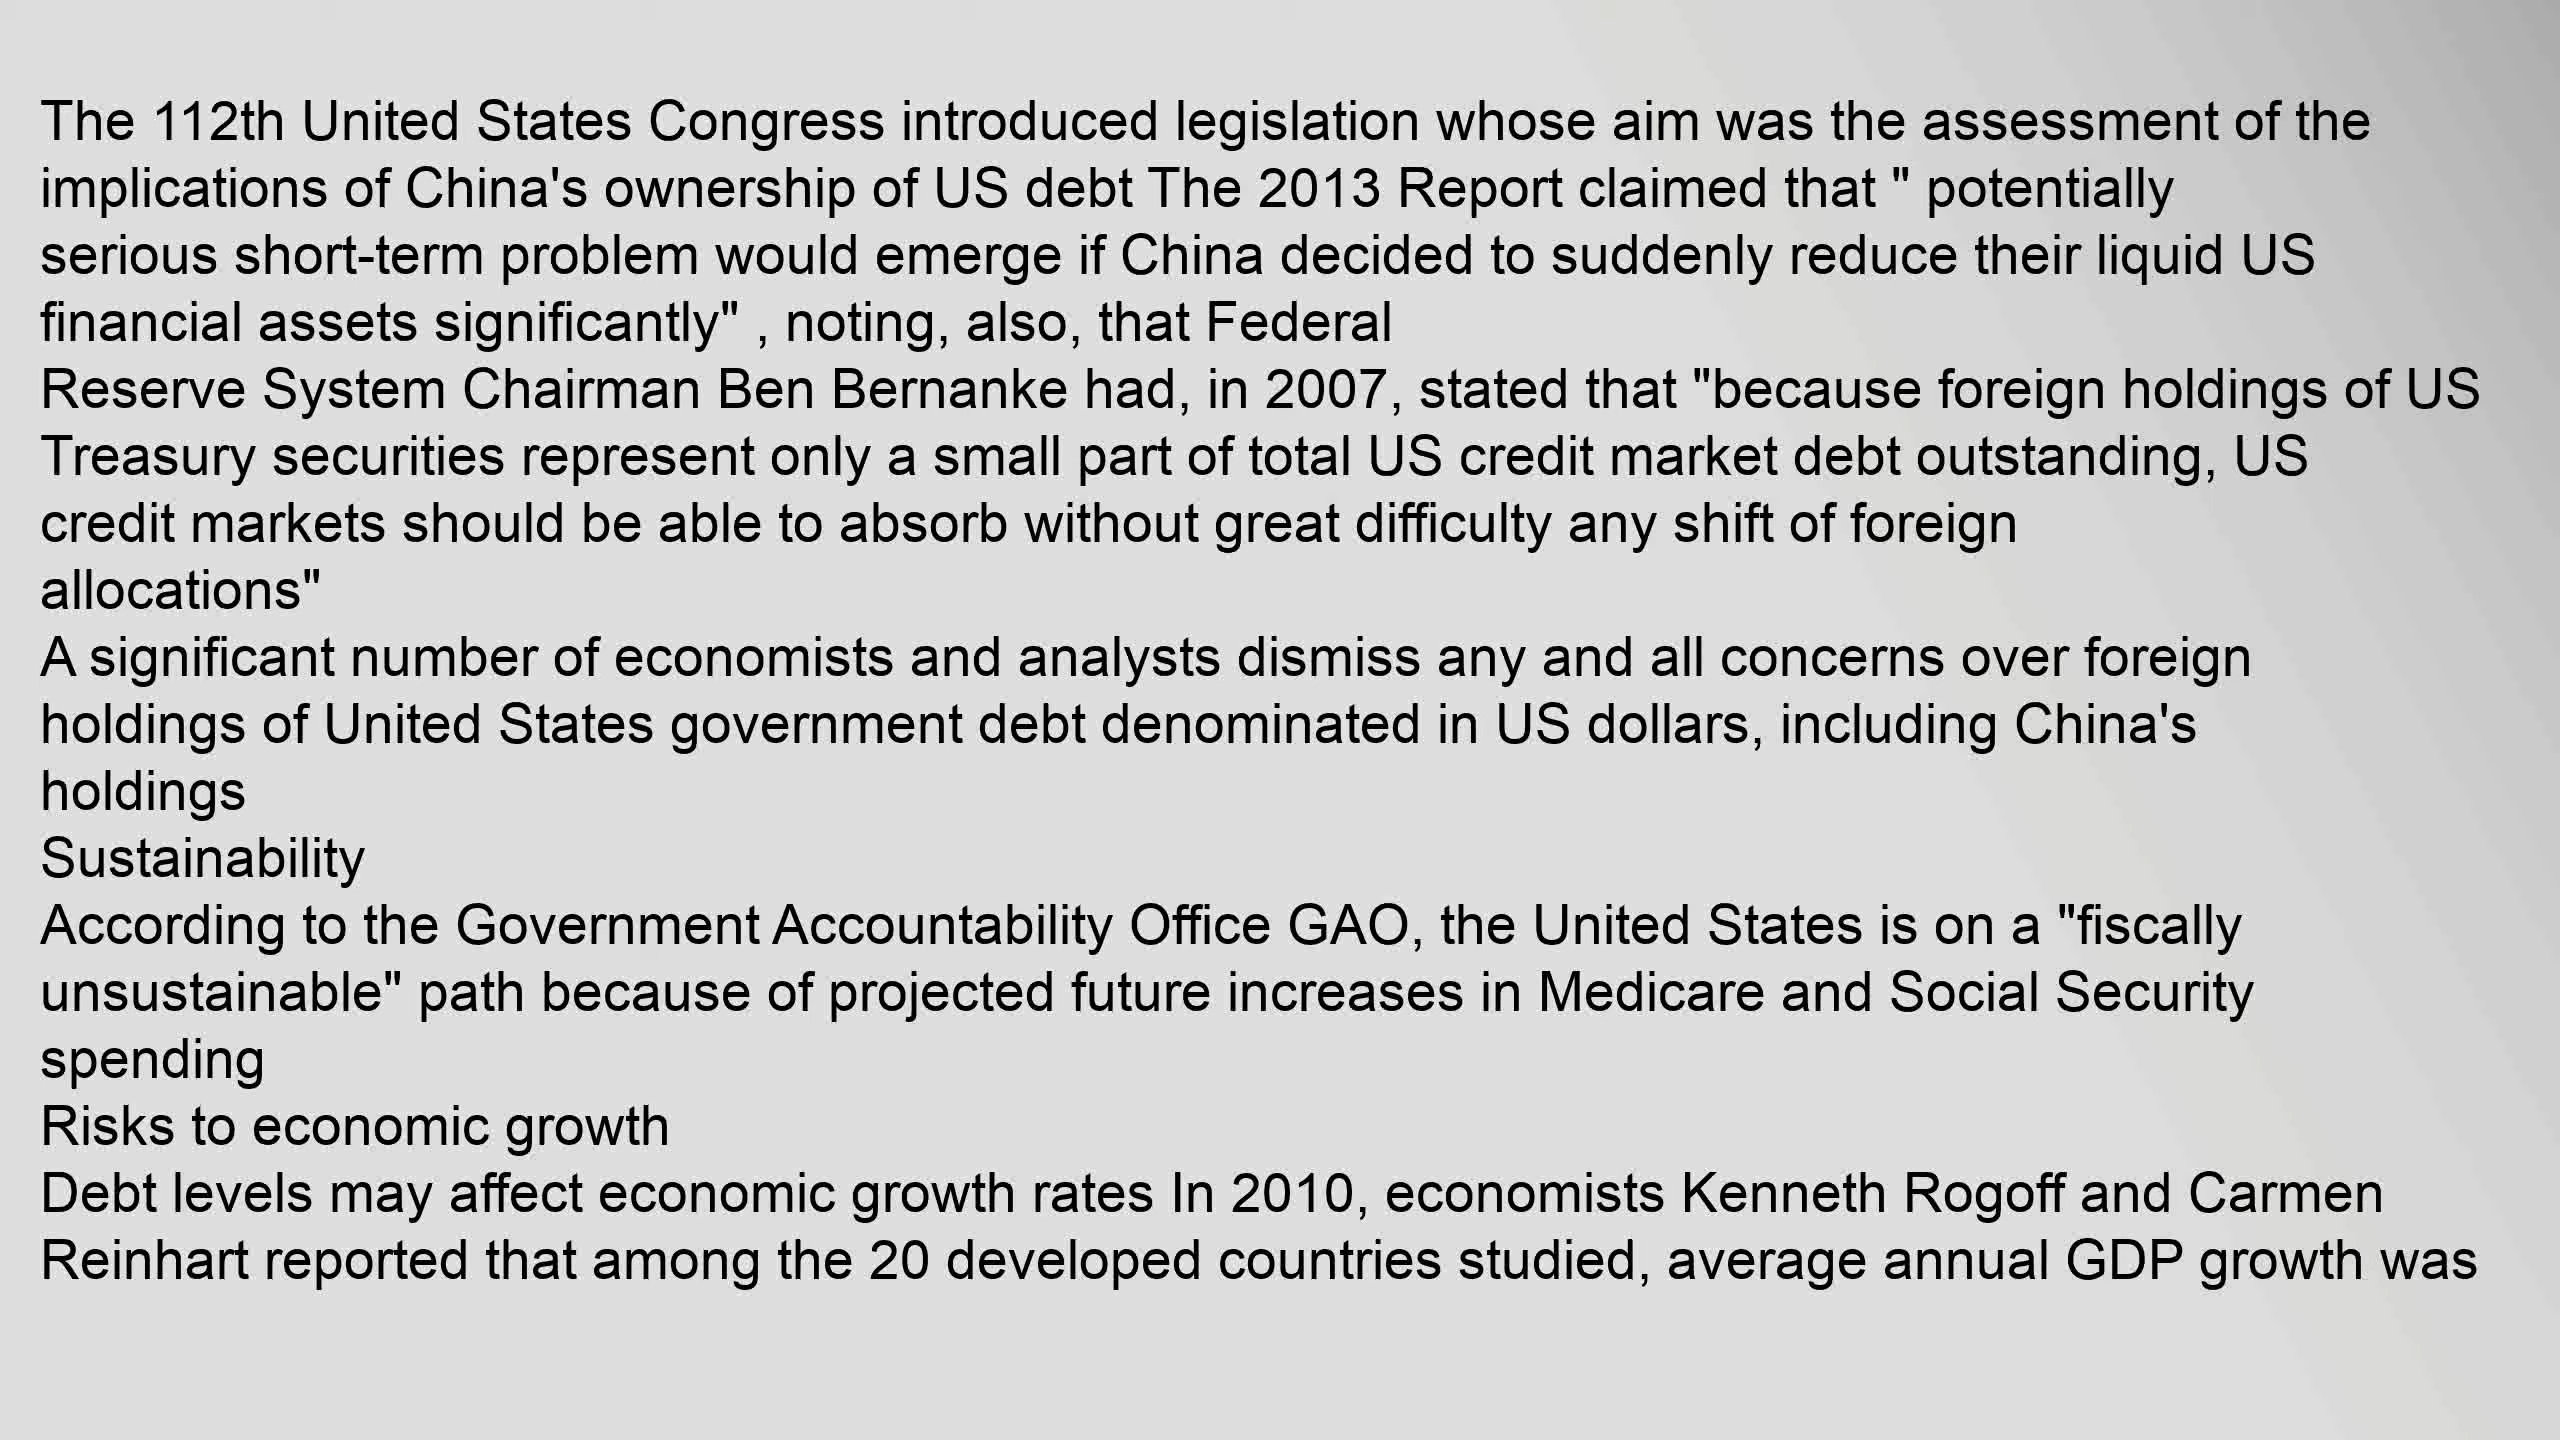 The 112th United States Congress introduced legislation whose aim was the assessment of the
implications of China's ownership of US debt The 2013 Report claimed that " potentially
serious short-term problem would emerge if China decided to suddenly reduce their liquid US
financial assets significantly" , noting, also, that Federal
Reserve System Chairman Ben Bernanke had, in 2007, stated that "because foreign holdings of US
Treasury securities represent only a small part of total US credit market debt outstanding, US
credit markets should be able to absorb without great difficulty any shift of foreign
allocations"
A significant number of economists and analysts dismiss any and all concerns over foreign
holdings of United States government debt denominated in US dollars, including China's
holdings
Sustainability
According to the Government Accountability Office GAO, the United States is on a "fiscally
unsustainable" path because of projected future increases in Medicare and Social Security
spending
Risks to economic growth
Debt levels may affect economic growth rates In 2010, economists Kenneth Rogoff and Carmen
Reinhart reported that among the 20 developed countries studied, average annual GDP growth was